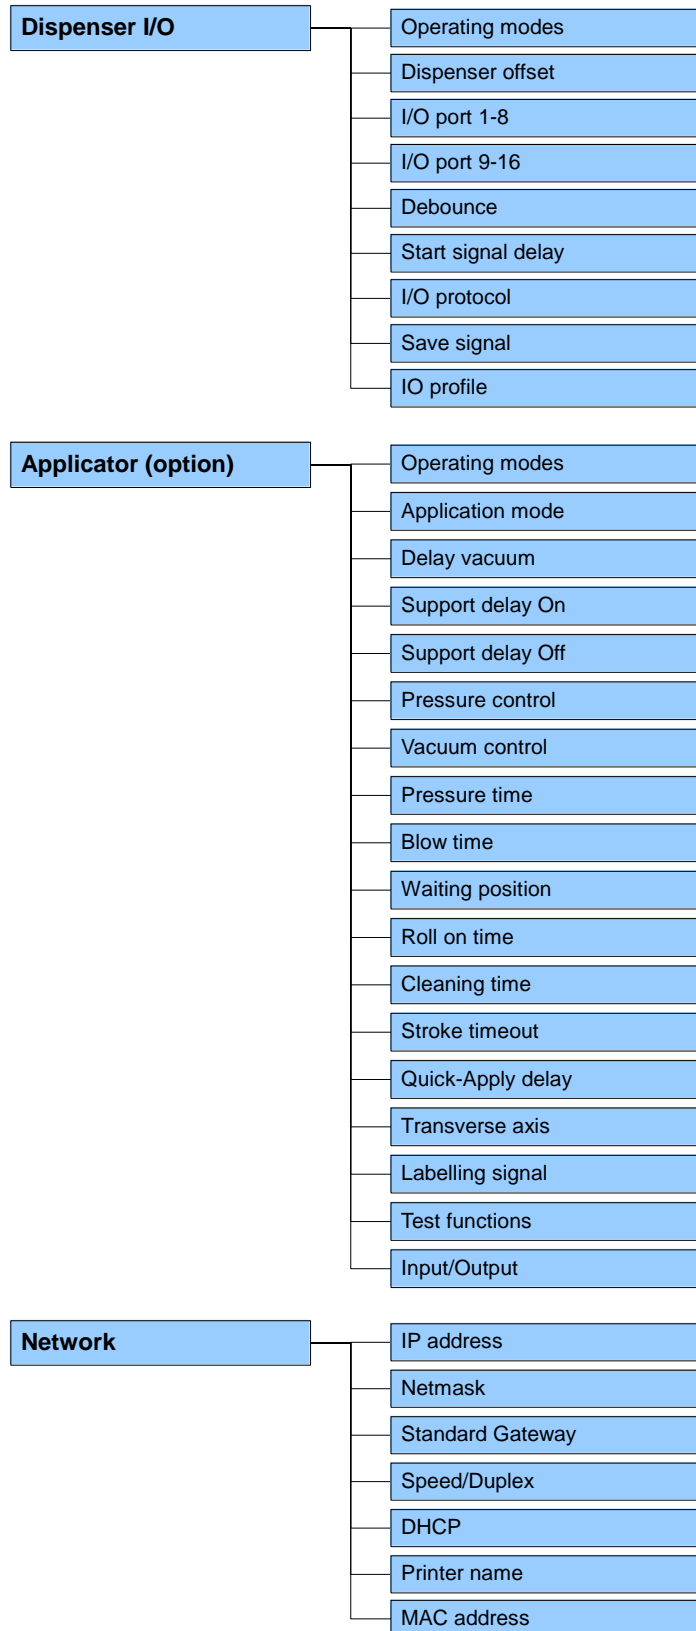 Dispenser I/O
Operating modes
Dispenser offset
I/O port 1-8
I/O port 9-16
Debounce
Start signal delay
I/O protocol
Save signal
IO profile
Applicator (option)
Operating modes
Application mode
Delay vacuum
Support delay On
Support delay Off
Pressure control
Vacuum control
Pressure time
Blow time
Waiting position
Roll on time
Cleaning time
Stroke timeout
Quick-Apply delay
Transverse axis
Labelling signal
Test functions
Input/Output
Network
IP address
Netmask
Standard Gateway
Speed/Duplex
DHCP
Printer name
MAC address